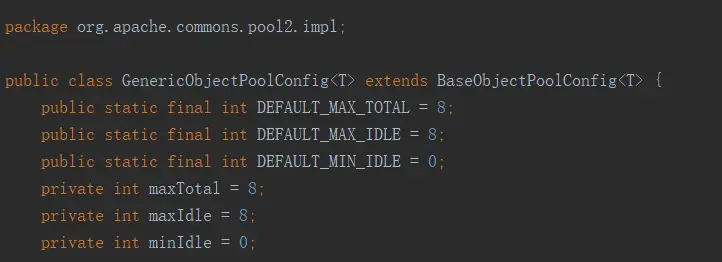 package org.apache.commons.pool2.impl;
public class GenericObjectPoolConfig<T> extends BaseObjectPoolConfig<T> {
public static final int DEFAULT_MAX_TOTAL = 8;
public static final int DEFAULT_MAX_IDLE = 8;
public static final int DEFAULT_MIN_IDLE = 0;
private int maxTotal = 8;
private int maxIdle = 8;
private int minIdle = 0;